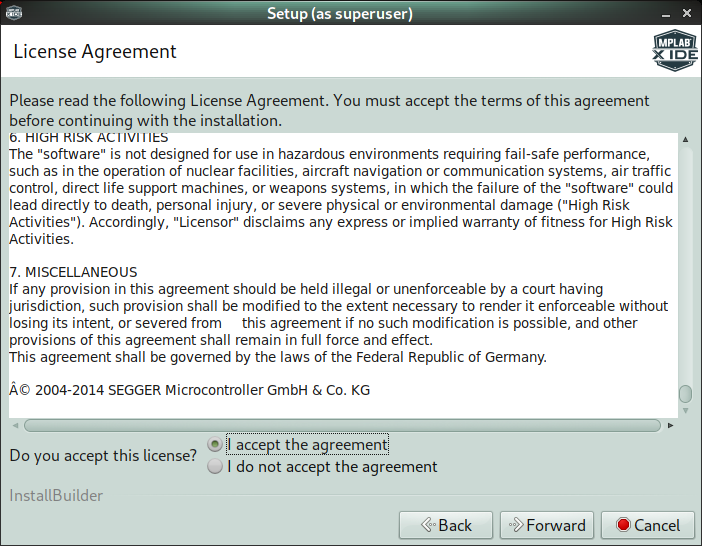 Setup (as superuser)
License Agreement
MPLAB
X IDE
Please read the following License Agreement. You must accept the terms of this agreement
before continuing with the installation.
6. HIGH RISK ACTIVITIES
The "software" is not designed for use in hazardous environments requiring fail-safe performance,
such as in the operation of nuclear facilities, aircraft navigation or communication systems, air traffic
control, direct life support machines, or weapons systems, in which the failure of the "software" could
lead directly to death, personal injury, or severe physical or environmental damage ("High Risk
Activities"). Accordingly, "Licensor" disclaims any express or implied warranty of fitness for High Risk
Activities.
7. MISCELLANEOUS
If any provision in this agreement should be held illegal or unenforceable by a court having
jurisdiction, such provision shall be modified to the extent necessary to render it enforceable without
losing its intent, or severed from    this agreement if no such modification is possible, and other
provisions of this agreement shall remain in full force and effect.
This agreement shall be governed by the laws of the Federal Republic of Germany.
Â© 2004-2014 SEGGER Microcontroller GmbH & Co. KG
Do you accept this license?
I accept the agreement
I do not accept the agreement
InstallBuilder
Back
Forward
Cancel